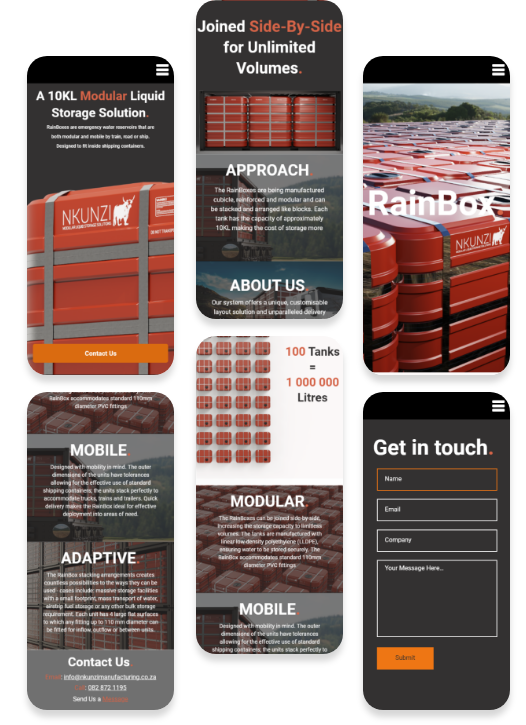 A 10KL Modular Liquid
Storage Solution.
RainBoxes are emergency water reservoirs that are
both modular and mobile by train, road or ship.
Designed to fit inside shipping containers.
NKUNZI
Contact Us
Joined Side-By-Side
for Unlimited
Volumes.
APPROACH.
The RainBoxes are being manufactured
cubicle, reinforced and modular and can
be stacked and arranged like blocks. Each
tank has the capacity of approximately
10KL making the cost of storage more
ABOUT US
Our system offers a unique, customisable
layout solution and unparalleled delivery
RainBox.
NKUNZI
RainBox accommodates standard 110mm
diameter PVC fittings.
MOBILE.
Designed with mobility in mind. The outer
dimensions of the units have tolerances
allowing for the effective use of standard
shipping containers; the units stack perfectly to
accommodate trucks, trains and trailers. Quick
delivery makes the RainBox ideal for effective
deployment into areas of need.
ADAPTIVE.
The RainBox stacking arrangements creates
countless possibilities to the ways they can be
used - cases include: massive storage facilities
with a small footprint, mass transport of water,
airstrip fuel storage or any other bulk storage
requirement. Each unit has 4 large flat surfaces
to which any fitting up to 110 mm diameter can
be fitted for inflow, outflow or between units.
Contact Us
info@nkunzimanufacturing.co.za
082 872 1195
Send Us a
100 Tanks
=
1 000 000
Litres
MODULAR.
The RainBoxes can be joined side by side,
increasing the storage capacity to limitless
volumes. The tanks are manufactured with
linear low-density polyethylene (LLDPE),
ensuring water to be stored securely. The
RainBox accommodates standard 110mm
diameter PVC fittings.
MOBILE.
Designed with mobility in mind. The outer
dimensions of the units have tolerances
allowing for the effective use of standard
shipping containers; the units stack perfectly to
Get in touch.
Name
Email
Company
Your Message Here...
Submit